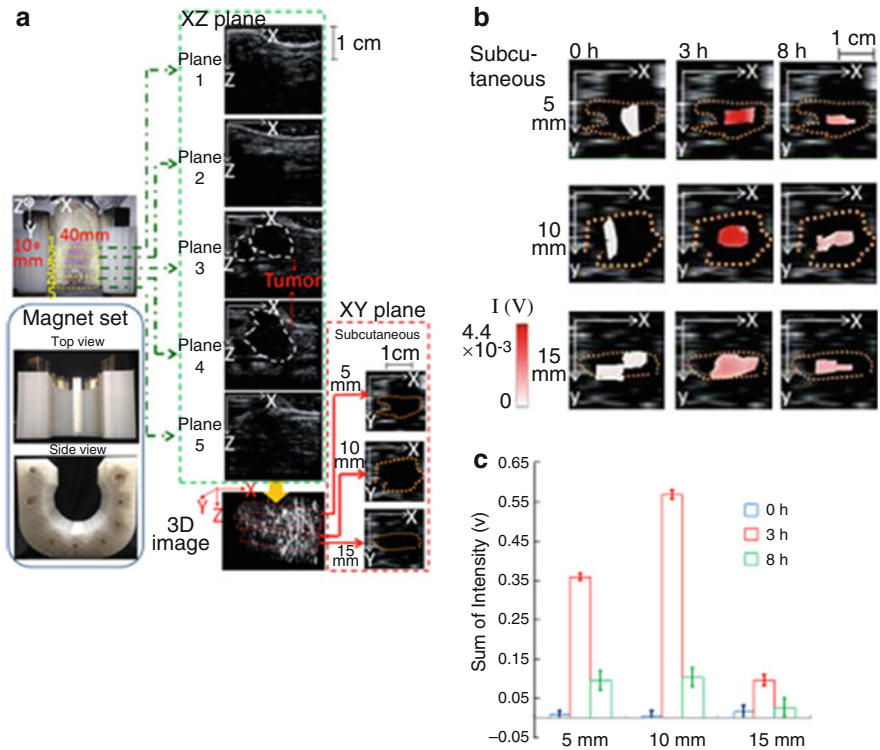 a
XZ plane
X
1 cm
Plane
1
Z
X
Plane
2
Z
X
Plane
3
Z
Tumor
X
Plane
4
Z
X
Plane
5
Z
Z
X
Y
10
mm
40mm
Magnet set
Top view
Side view
3D
image
X
Y
Z
XY plane
Subcutaneous
1cm
5
mm
X
Y
10
mm
X
Y
15
mm
X
Y
b
Subcu-
taneous
0 h
3 h
8 h
1 cm
5
mm
X
y
X
y
X
y
10
mm
X
y
X
y
X
y
15
mm
X
y
X
y
X
y
I (V)
4.4
×10-3
0
c
Sum of Intensity (v)
0.65
0.55
0.45
0.35
0.25
0.15
0.05
−0.05
0 h
3 h
8 h
5 mm
10 mm
15 mm